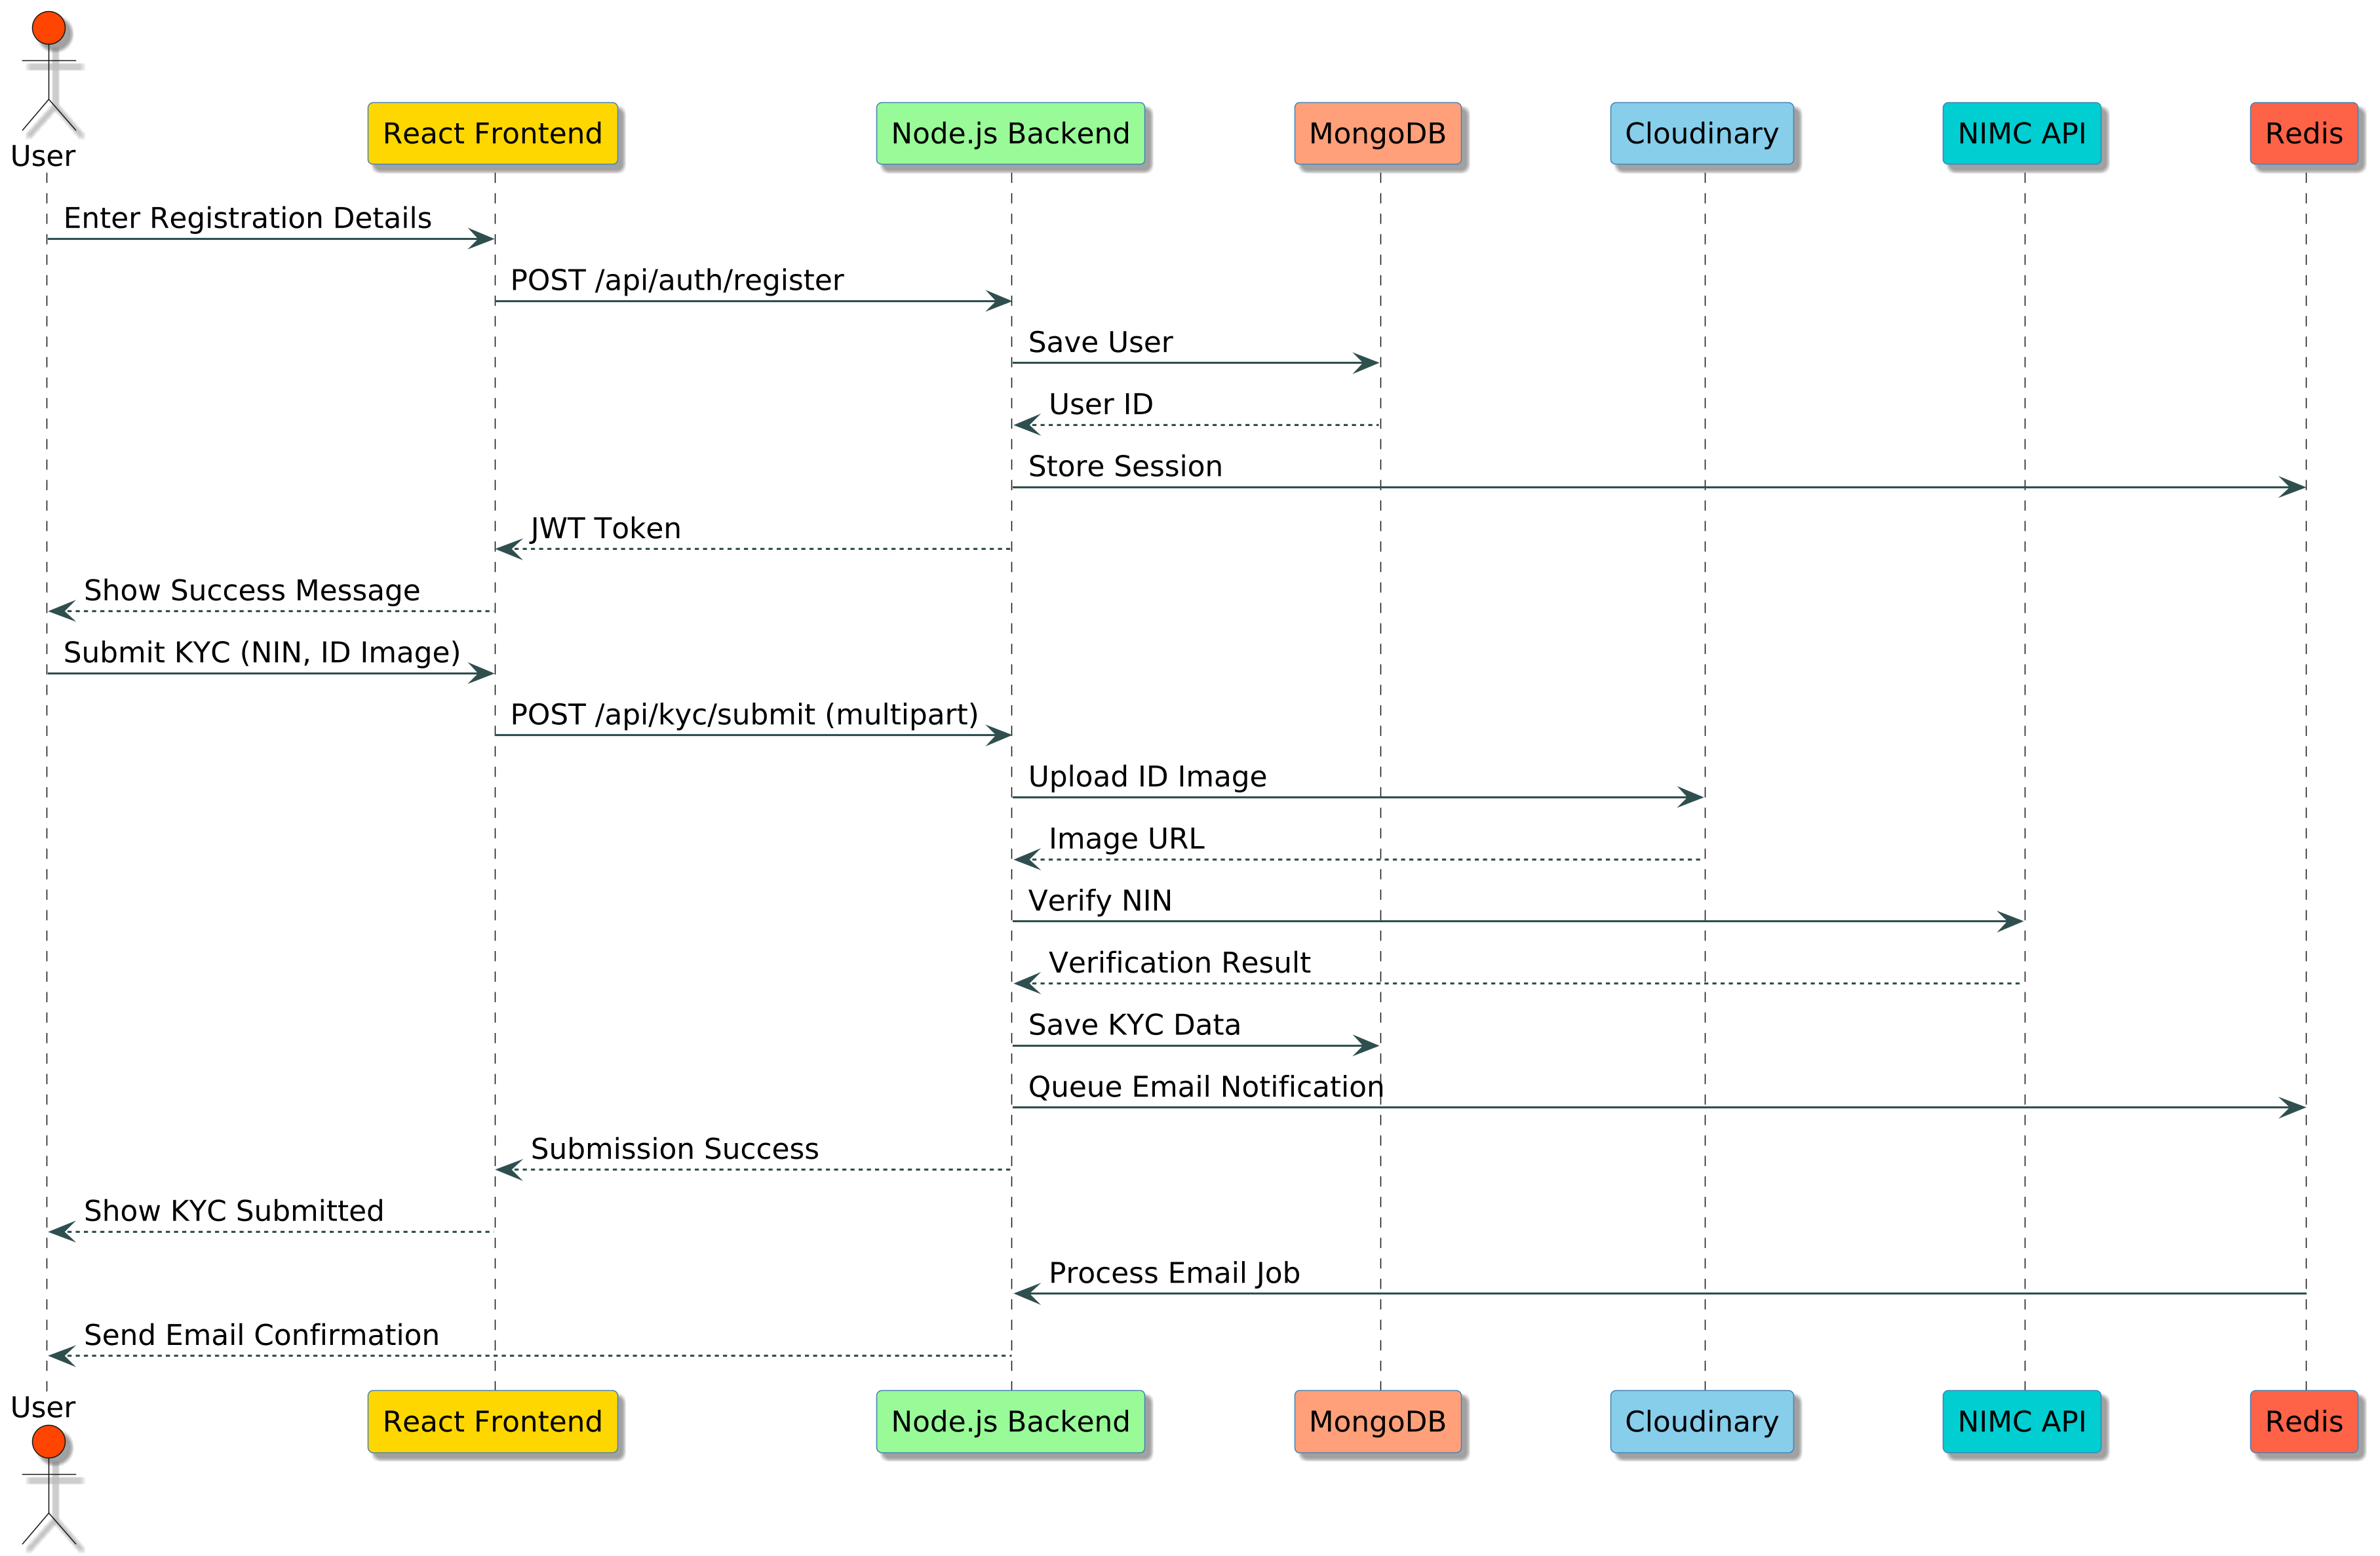 User
React Frontend
Node.js Backend
MongoDB
Cloudinary
NIMC API
Redis
Enter Registration Details
POST /api/auth/register
Save User
User ID
Store Session
JWT Token
Show Success Message
Submit KYC (NIN, ID Image)
POST /api/kyc/submit (multipart)
Upload ID Image
Image URL
Verify NIN
Verification Result
Save KYC Data
Queue Email Notification
Submission Success
Show KYC Submitted
Process Email Job
Send Email Confirmation
User
React Frontend
Node.js Backend
MongoDB
Cloudinary
NIMC API
Redis